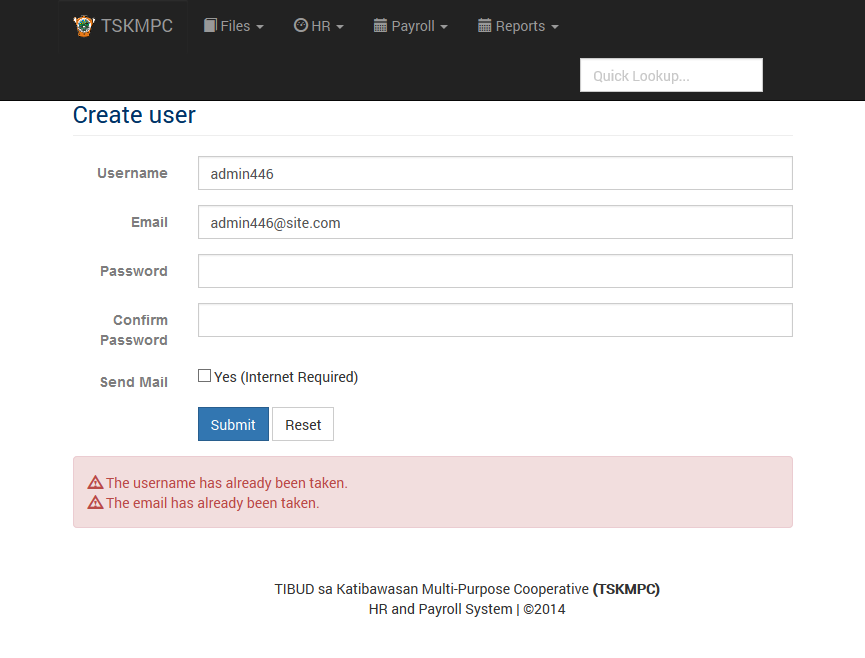 TSKMPC Files HR Payroll Reports
Quick Lookup...
Create user
Username admin446
Email admin446@site.com
Password
Confirm
Password
Send Mail Yes (Internet Required)
Submit Reset
The username has already been taken.
The email has already been taken.
TIBUD sa Katibawasan Multi-Purpose Cooperative (TSKMPC)
HR and Payroll System | ©2014